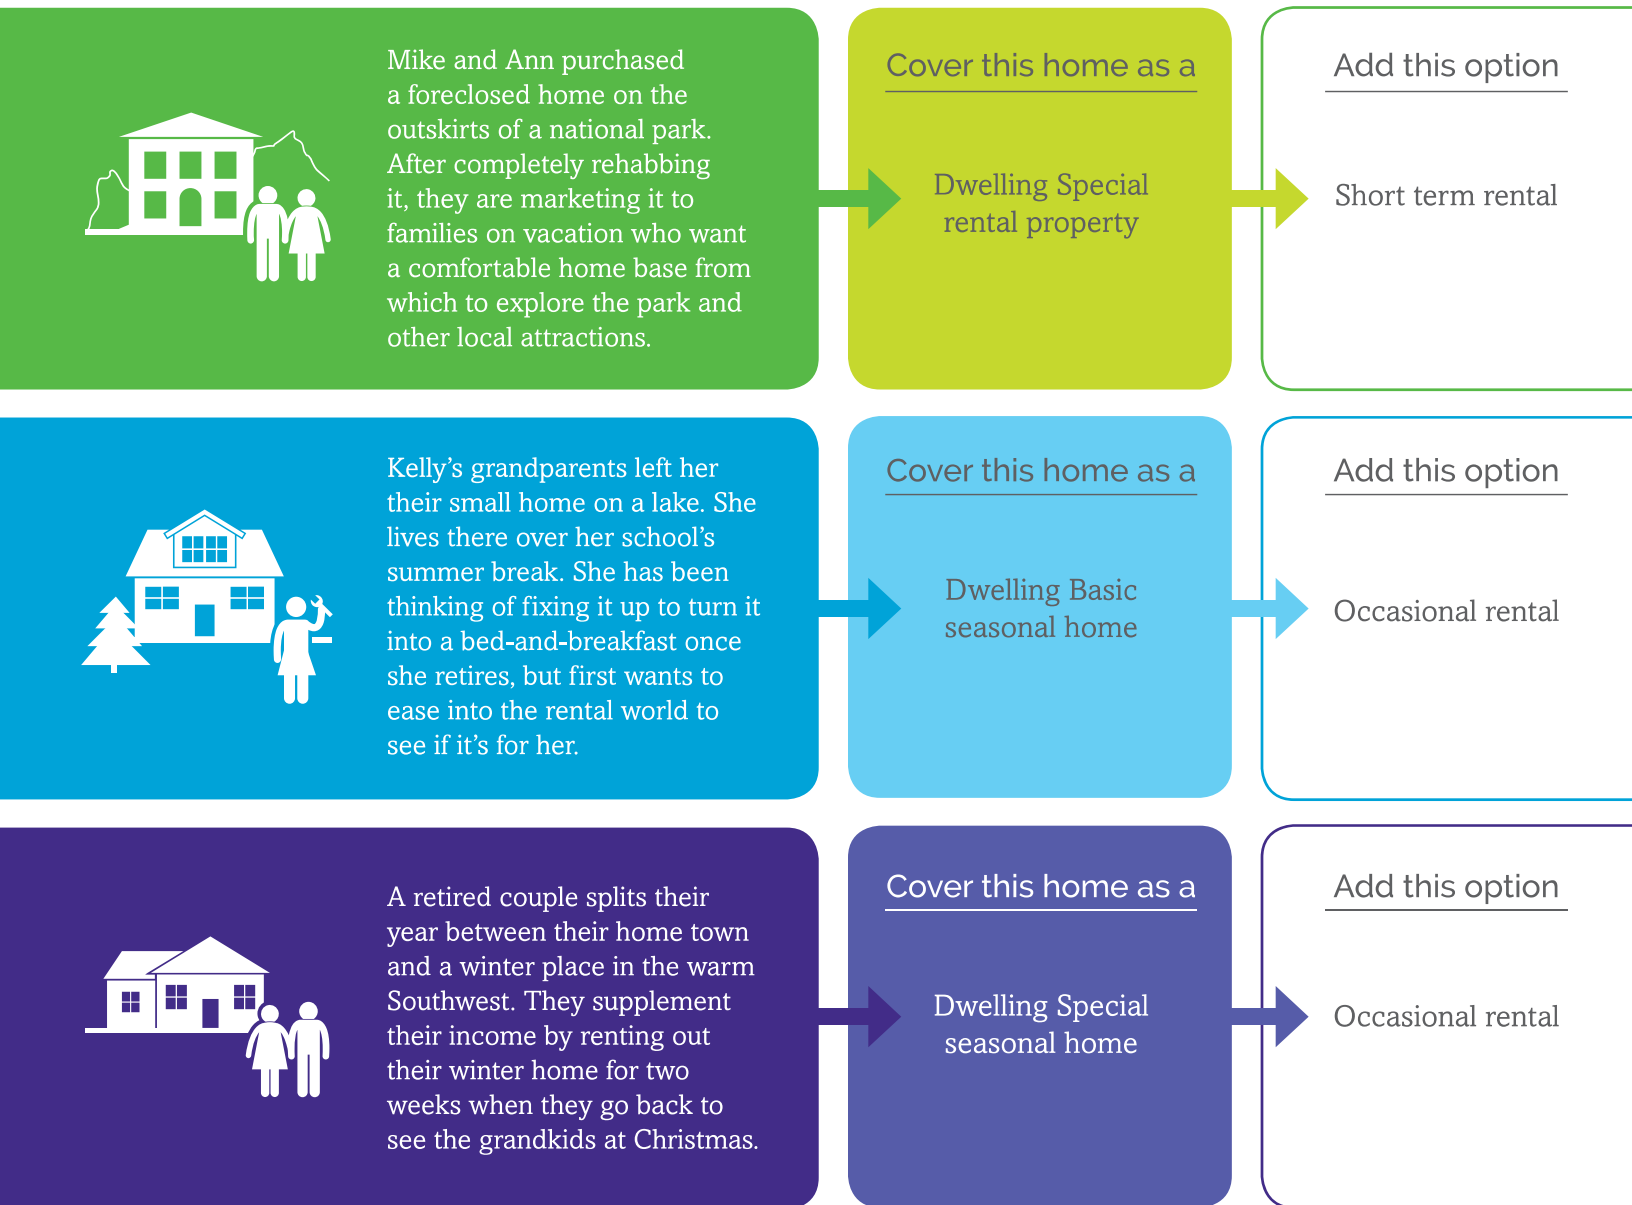 Mike and Ann purchased
a foreclosed home on the
outskirts of a national park.
After completely rehabbing
it, they are marketing it to
families on vacation who want
a comfortable home base from
which to explore the park and
other local attractions.
Cover this home as a
Dwelling Special
rental property
Add this option
Short term rental
Kelly’s grandparents left her
their small home on a lake. She
lives there over her school’s
summer break. She has been
thinking of fixing it up to turn it
into a bed-and-breakfast once
she retires, but first wants to
ease into the rental world to
see if it’s for her.
Cover this home as a
Dwelling Basic
seasonal home
Add this option
Occasional rental
A retired couple splits their
year between their home town
and a winter place in the warm
Southwest. They supplement
their income by renting out
their winter home for two
weeks when they go back to
see the grandkids at Christmas.
Cover this home as a
Dwelling Special
seasonal home
Add this option
Occasional rental